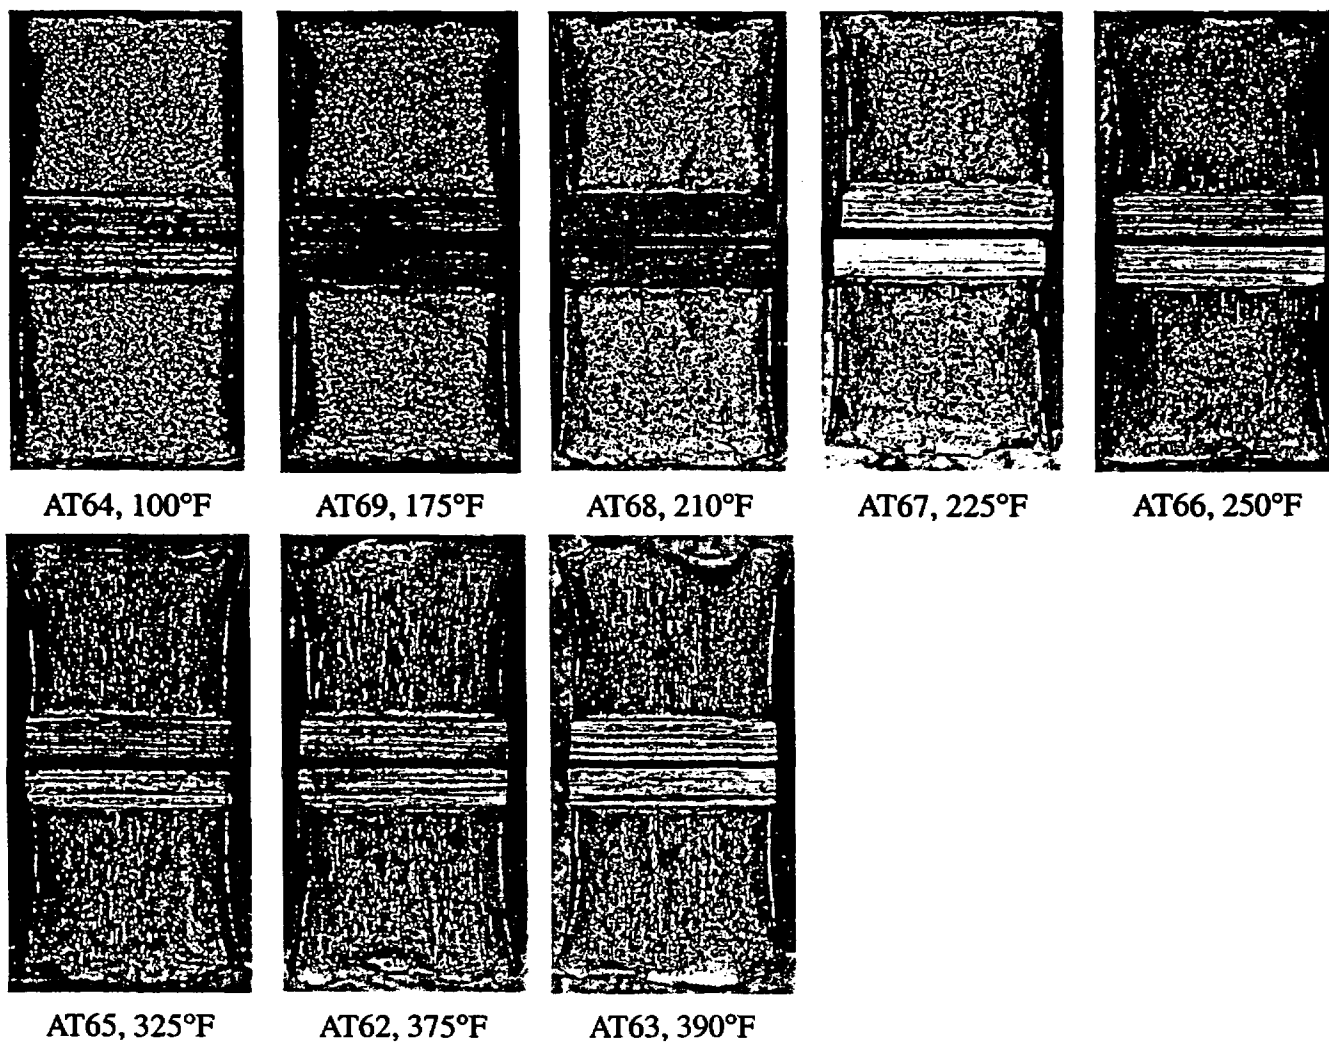 AT64, 100°F
AT69, 175°F
AT68, 210°F
AT67, 225°F
AT66, 250°F
AT65, 325°F
AT62, 375°F
AT63, 390°F